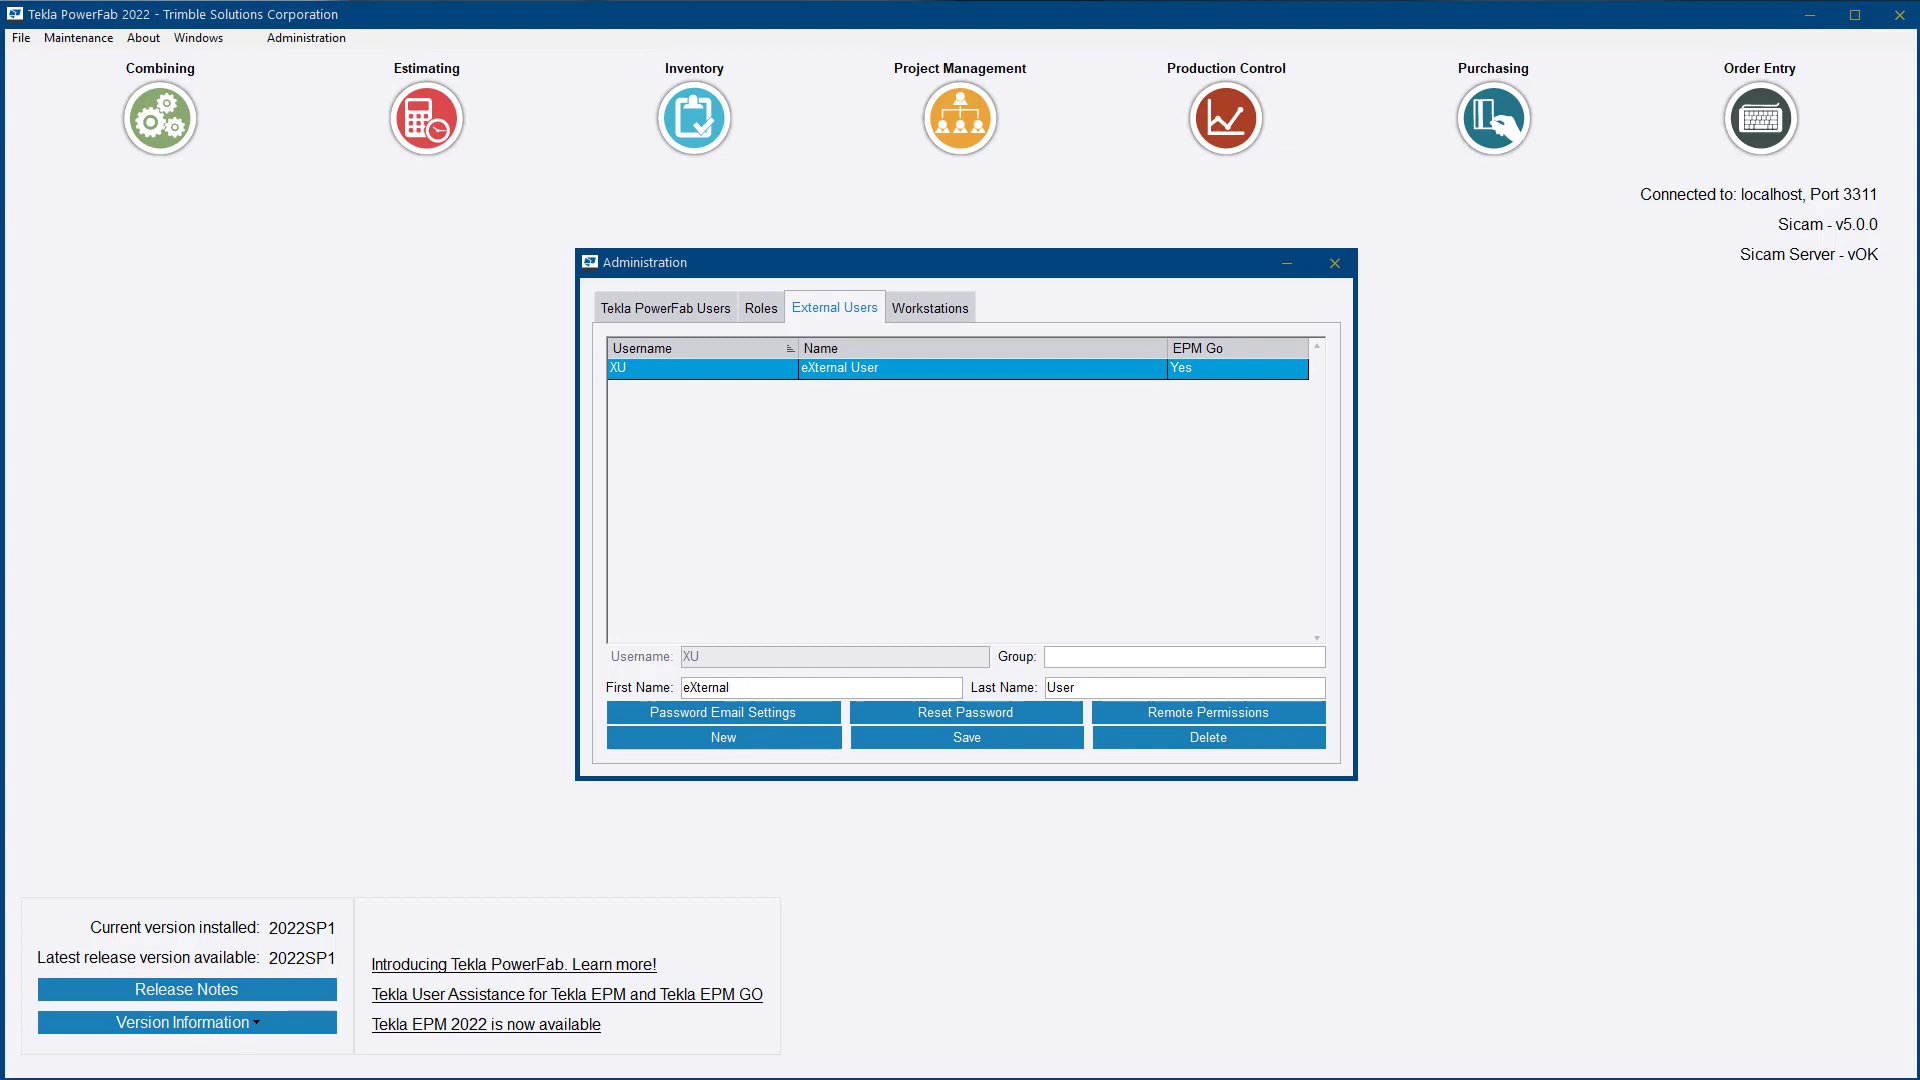 Tekla PowerFab 2022 - Trimble Solutions Corporation
File Maintenance About Windows Administration
Combining Estimating Inventory Project Management Production Control Purchasing Order Entry
Connected to: localhost, Port 3311
Sicam - v5.0.0
Sicam Server - vOK
Administration
Tekla PowerFab Users Roles External Users Workstations
Username Name EPM Go
XU eXternal User Yes
Username: XU Group:
First Name: eXternal Last Name: User
Password Email Settings Reset Password Remote Permissions
New Save Delete
Current version installed: 2022SP1
Latest release version available: 2022SP1
Release Notes
Version Information
Introducing Tekla PowerFab. Learn more!
Tekla User Assistance for Tekla EPM and Tekla EPM GO
Tekla EPM 2022 is now available